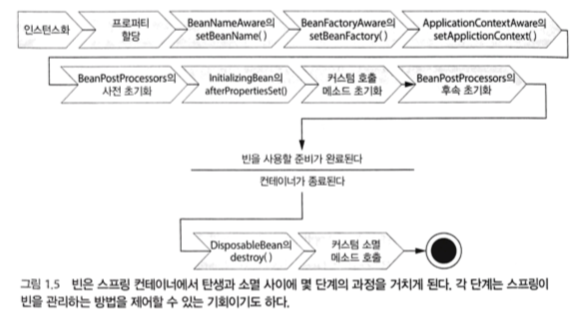 인스턴스화
프로퍼티
할당
BeanNameAware의
setBeanName()
BeanFactoryAware의
setBeanFactory()
ApplicationContextAware의
setApplictionContext()
BeanPostProcessors의
사전 초기화
InitializingBean의
afterPropertiesSet()
커스텀 호출
메소드 초기화
BeanPostProcessors의
후속 초기화
빈을 사용할 준비가 완료된다
컨테이너가 종료된다
DisposableBean의
destroy()
커스텀 소멸
메소드 호출
그림 1.5 빈은 스프링 컨테이너에서 탄생과 소멸 사이에 몇 단계의 과정을 거치게 된다. 각 단계는 스프링이
빈을 관리하는 방법을 제어할 수 있는 기회이기도 하다.